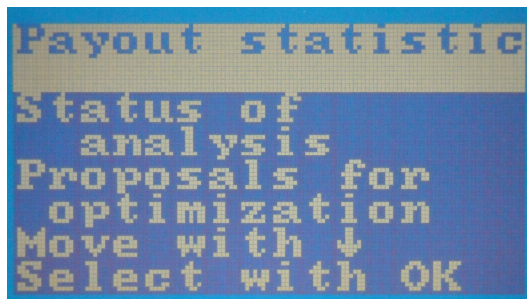 Payout statistic
Status of
analysis
Proposals for
optimization
Move with ↓
Select with OK